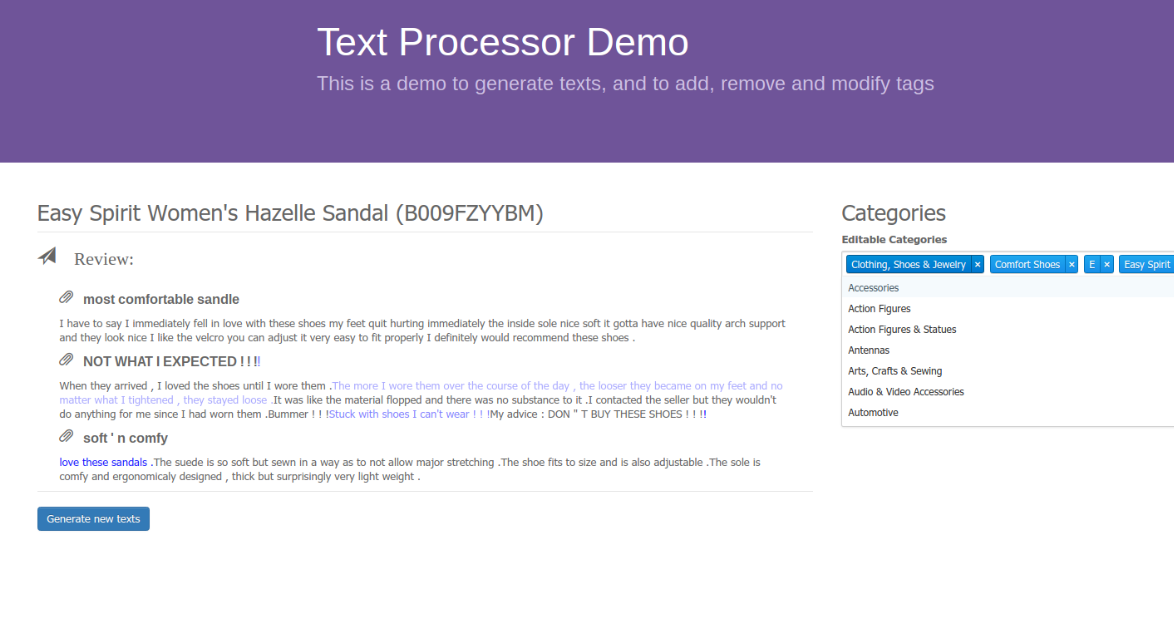 Text Processor Demo
This is a demo to generate texts, and to add, remove and modify tags
Easy Spirit Women's Hazelle Sandal (B009FZYYBM)
Review:
most comfortable sandle
I have to say I immediately fell in love with these shoes my feet quit hurting immediately the inside sole nice soft it gotta have nice quality arch support
and they look nice I like the velcro you can adjust it very easy to fit properly I definitely would recommend these shoes .
NOT WHAT I EXPECTED ! ! !!
When they arrived , I loved the shoes until I wore them .The more I wore them over the course of the day , the looser they became on my feet and no
matter what I tightened , they stayed loose .It was like the material flopped and there was no substance to it .I contacted the seller but they wouldn't
do anything for me since I had worn them .Bummer ! ! !Stuck with shoes I can't wear ! ! !My advice : DON " T BUY THESE SHOES ! ! !!
soft ' n comfy
love these sandals .The suede is so soft but sewn in a way as to not allow major stretching .The shoe fits to size and is also adjustable .The sole is
comfy and ergonomicaly designed , thick but surprisingly very light weight .
Generate new texts
Categories
Editable Categories
Clothing, Shoes & Jewelry × Comfort Shoes × E × Easy Spirit
Accessories
Action Figures
Action Figures & Statues
Antennas
Arts, Crafts & Sewing
Audio & Video Accessories
Automotive